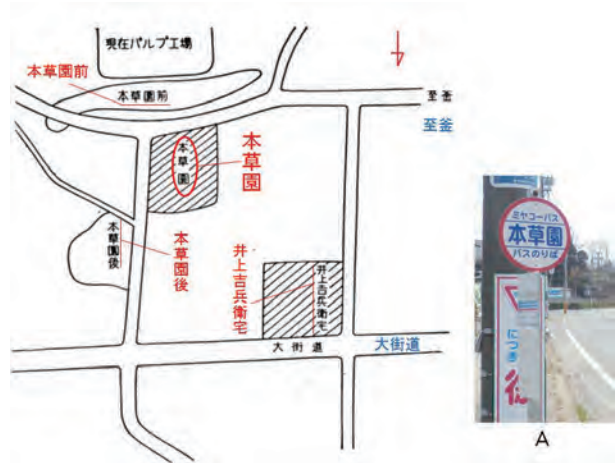 現在パルプ工場
本草園前
本草園前
至釜
至釜
本草園
本草園
本草園後
本草園後
井上吉兵衛宅
井上吉兵衛宅
大街道
大街道
ミヤコーバス
本草園
バスのりば
につき
A